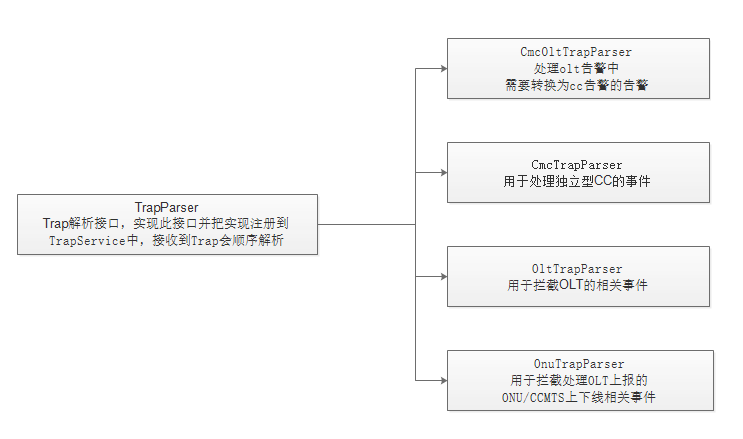 TrapParser
Trap解析接口，实现此接口并把实现注册到
TrapService中，接收到Trap会顺序解析
CmcOltTrapParser
处理olt告警中
需要转换为cc告警的告警
CmcTrapParser
用于处理独立型CC的事件
OltTrapParser
用于拦截OLT的相关事件
OnuTrapParser
用于拦截处理OLT上报的
ONU/CCMTS上下线相关事件